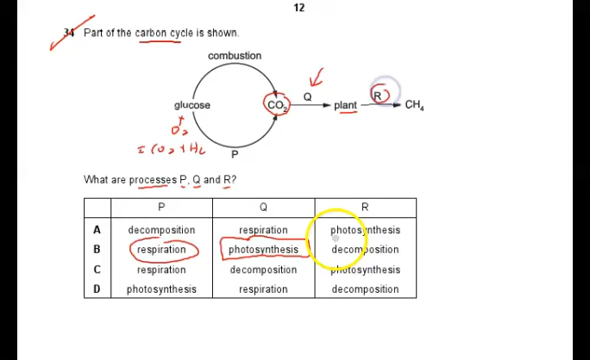 12
34 Part of the carbon cycle is shown.
combustion
glucose
CO₂
Q
plant
R
CH₄
P
O₂
What are processes P, Q and R?
P Q R
A decomposition respiration photosynthesis
B respiration photosynthesis decomposition
C respiration decomposition photosynthesis
D photosynthesis respiration decomposition